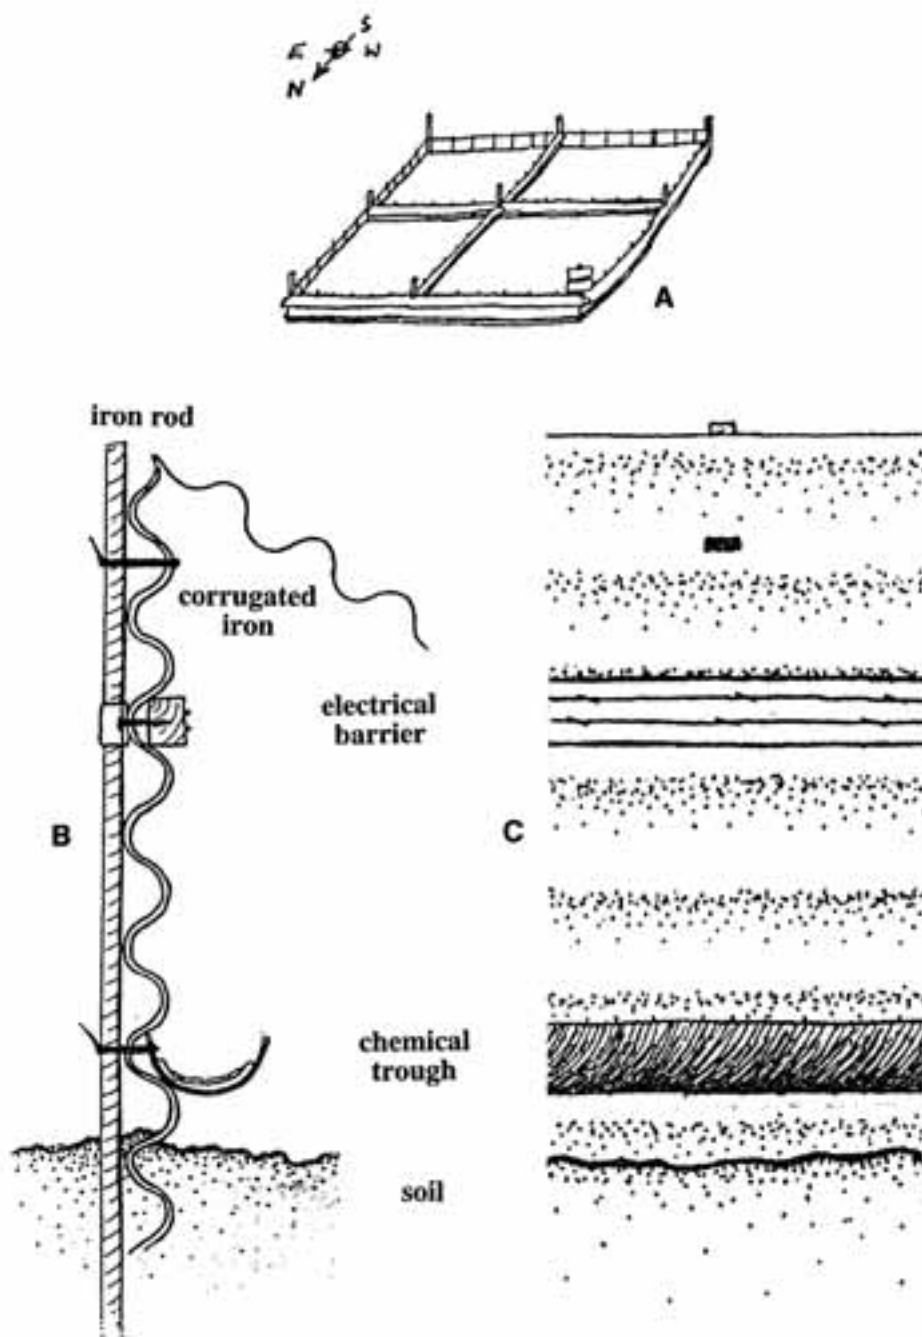 S
E W
N
A
iron rod
corrugated
iron
electrical
barrier
B
C
chemical
trough
soil